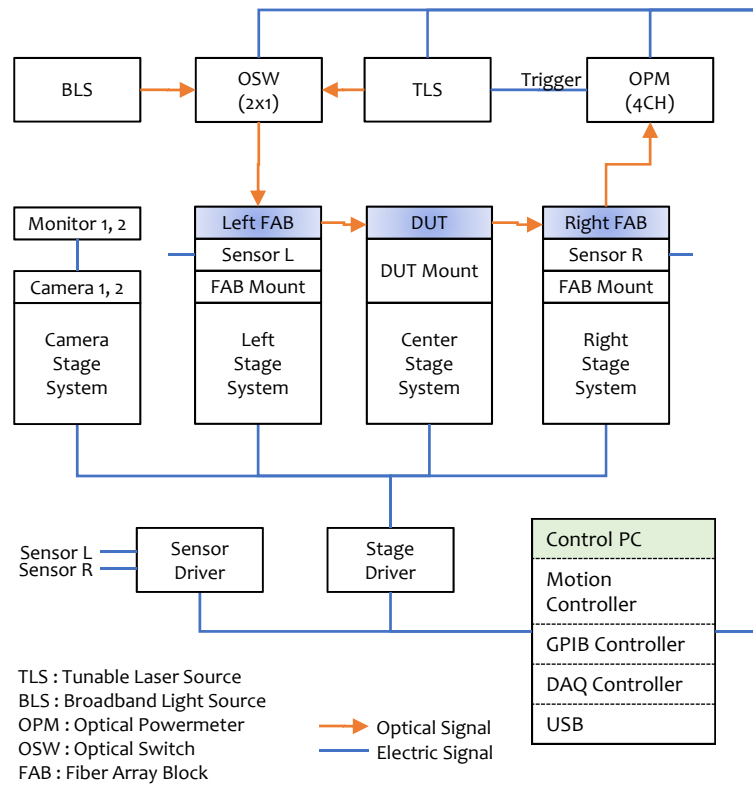 BLS
OSW
(2x1)
TLS
Trigger
OPM
(4CH)
Monitor 1, 2
Left FAB
DUT
Right FAB
Sensor L
DUT Mount
Sensor R
Camera 1, 2
FAB Mount
FAB Mount
Camera
Stage
System
Left
Stage
System
Center
Stage
System
Right
Stage
System
Sensor L
Sensor R
Sensor
Driver
Stage
Driver
Control PC
Motion
Controller
GPIB Controller
DAQ Controller
USB
TLS : Tunable Laser Source
BLS : Broadband Light Source
OPM : Optical Powermeter
OSW : Optical Switch
FAB : Fiber Array Block
Optical Signal
Electric Signal